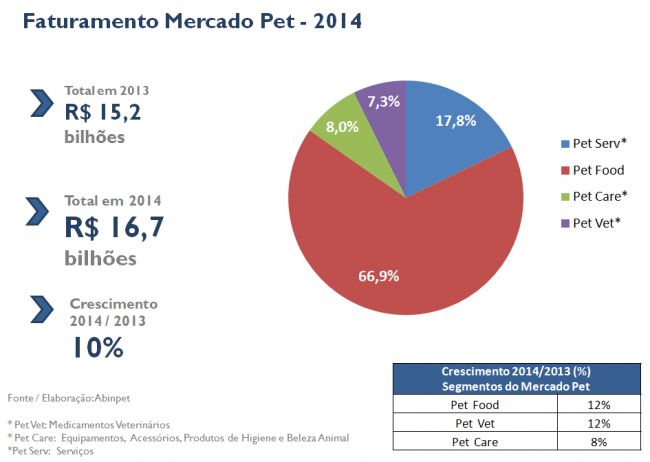 Faturamento Mercado Pet - 2014
Total em 2013
R$ 15,2
bilhões
Total em 2014
R$ 16,7
bilhões
Crescimento
2014 / 2013
10%
7,3%
8,0%
17,8%
66,9%
Pet Serv*
Pet Food
Pet Care*
Pet Vet*
Crescimento 2014/2013 (%)
Segmentos do Mercado Pet
Pet Food 12%
Pet Vet 12%
Pet Care 8%
Fonte / Elaboração:Abinpet
* Pet Vet: Medicamentos Veterinários
* Pet Care: Equipamentos, Acessórios, Produtos de Higiene e Beleza Animal
*Pet Serv: Serviços